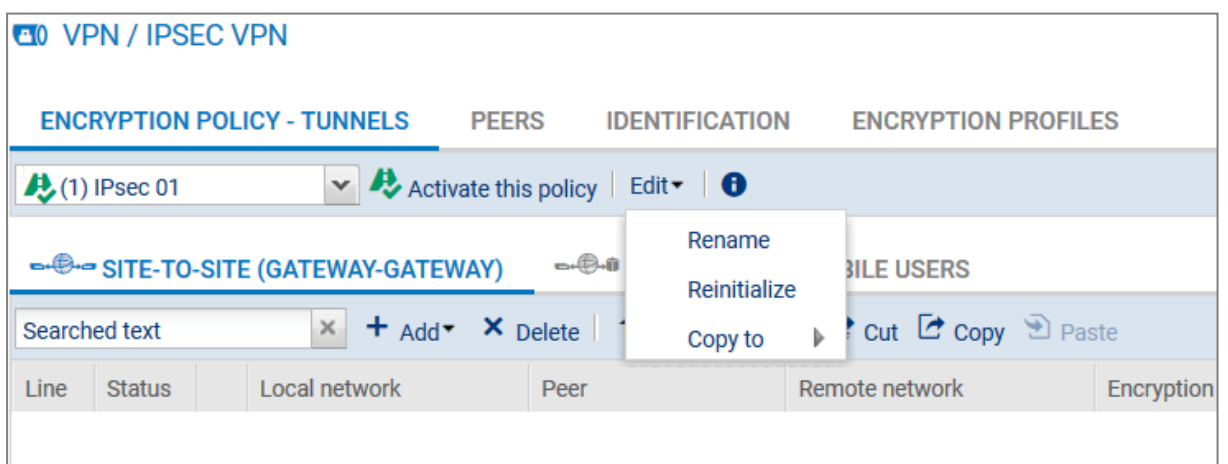 VPN / IPSEC VPN
ENCRYPTION POLICY - TUNNELS PEERS IDENTIFICATION ENCRYPTION PROFILES
(1) IPsec 01 Activate this policy Edit
Rename
SITE-TO-SITE (GATEWAY-GATEWAY) BILE USERS
Reinitialize
Searched text Add Delete Cut Copy Paste
Copy to
Line Status Local network Peer Remote network Encryption